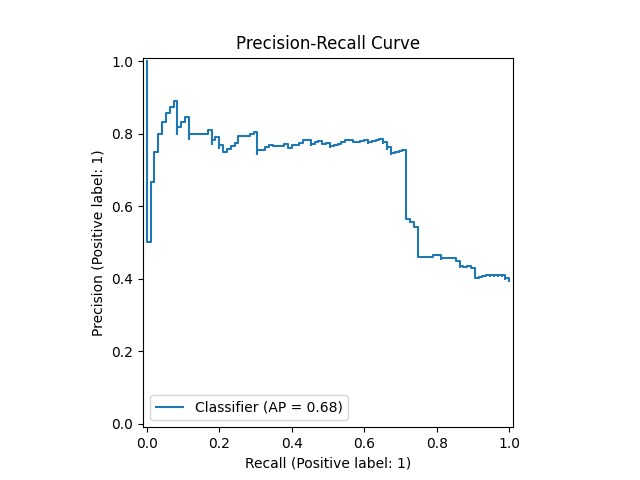 Precision-Recall Curve
1.0
0.8
0.6
0.4
0.2
0.0
Precision (Positive label: 1)
Classifier (AP = 0.68)
0.0 0.2 0.4 0.6 0.8 1.0
Recall (Positive label: 1)